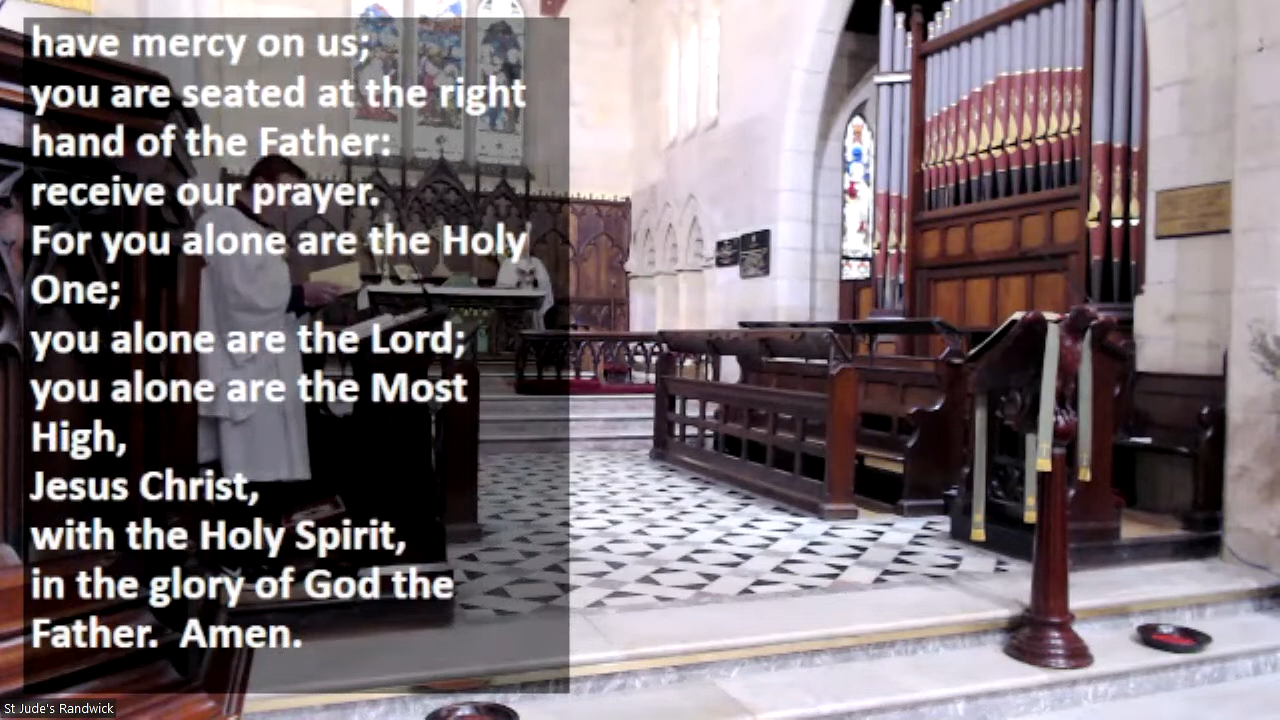 have mercy on us;
you are seated at the right
hand of the Father:
receive our prayer.
For you alone are the Holy
One;
you alone are the Lord;
you alone are the Most
High,
Jesus Christ,
with the Holy Spirit,
in the glory of God the
Father.  Amen.
St Jude's Randwick